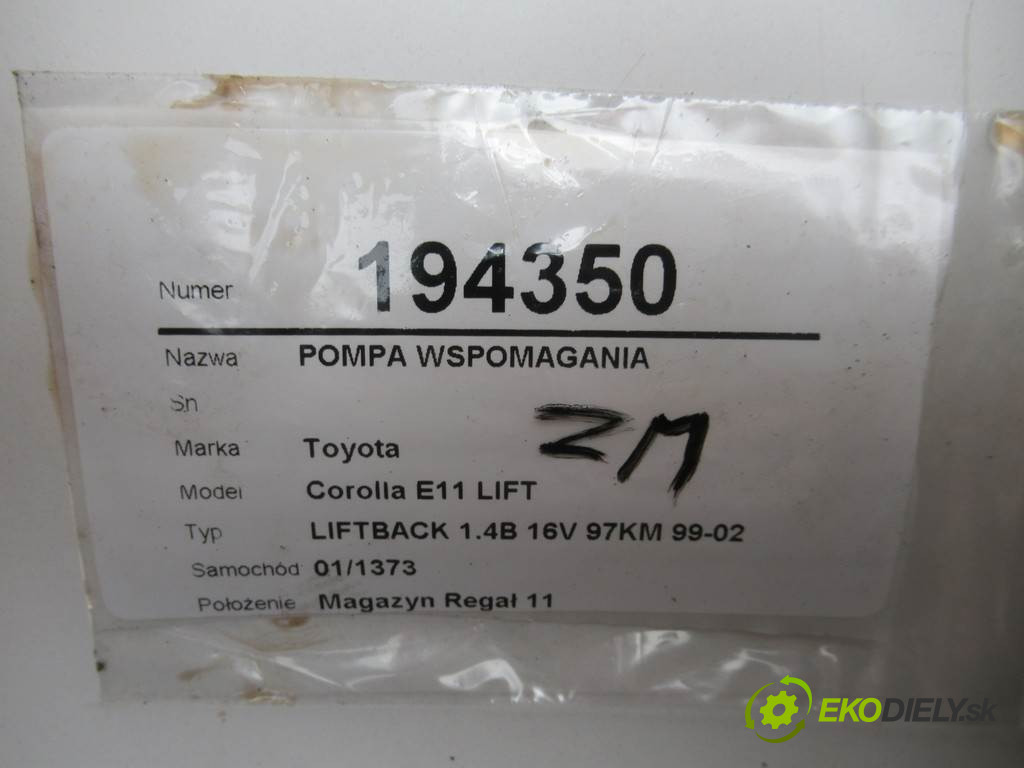 Numer 194350
Nazwa POMPA WSPOMAGANIA
Sn
ZM
Marka Toyota
Model Corolla E11 LIFT
Typ LIFTBACK 1.4B 16V 97KM 99-02
Samochód 01/1373
Położenie Magazyn Regał 11
EKODIELY.sk